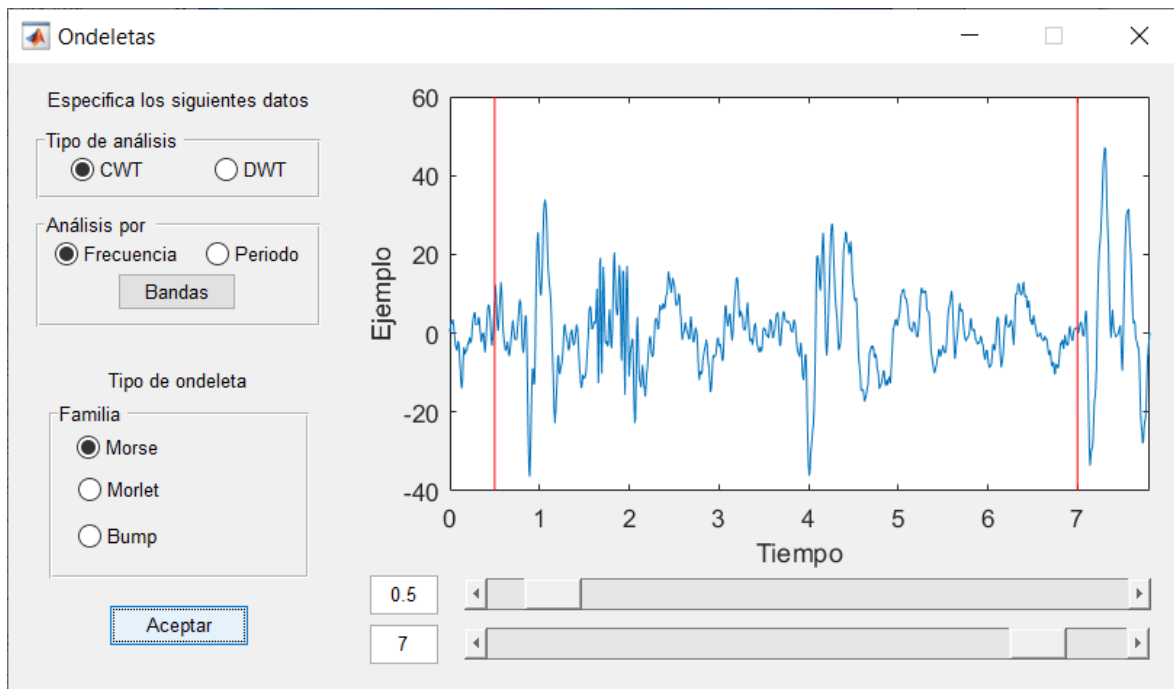 Ondeletas
Especifica los siguientes datos
Tipo de análisis
CWT DWT
Análisis por
Frecuencia Periodo
Bandas
Tipo de ondeleta
Familia
Morse
Morlet
Bump
Aceptar
60
40
20
0
-20
-40
Ejemplo
0 1 2 3 4 5 6 7
Tiempo
0.5
7